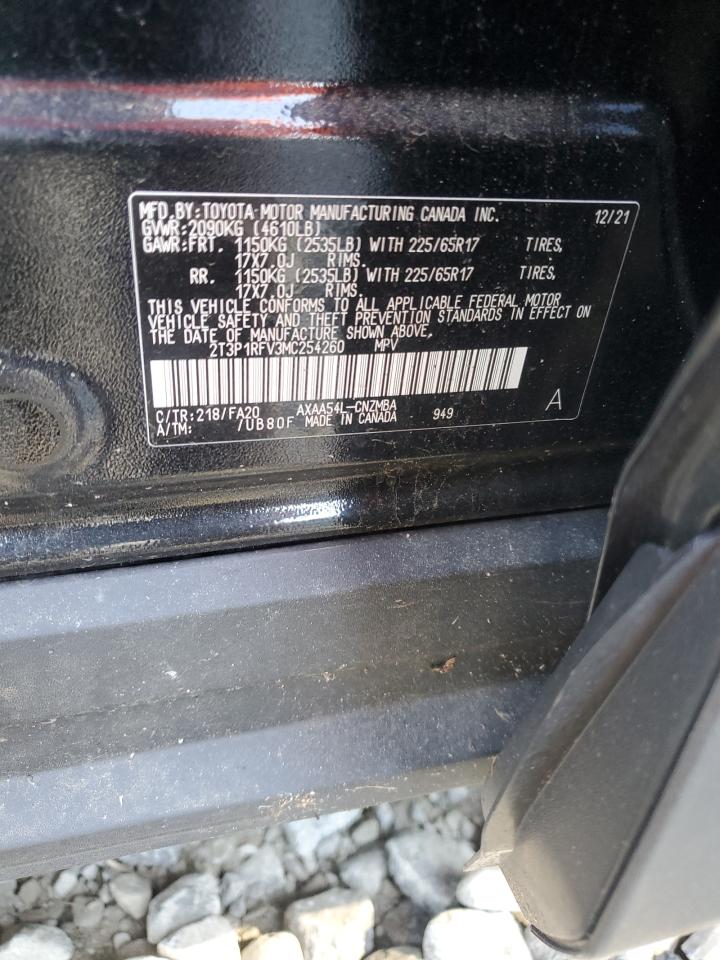 MFD. BY: TOYOTA MOTOR MANUFACTURING CANADA INC. 12/21
GVWR: 2090KG (4610LB)
GAWR: FRT. 1150KG (2535LB) WITH 225/65R17 TIRES,
17X7.0J RIMS.
RR. 1150KG (2535LB) WITH 225/65R17 TIRES,
17X7.0J RIMS.
THIS VEHICLE CONFORMS TO ALL APPLICABLE FEDERAL MOTOR
VEHICLE SAFETY AND THEFT PREVENTION STANDARDS IN EFFECT ON
THE DATE OF MANUFACTURE SHOWN ABOVE.
2T3P1RFV3MC254260 MPV
C/TR: 218/FA20 AXAA54L-CNZMBA 949 A
A/TM: /UB80F MADE IN CANADA